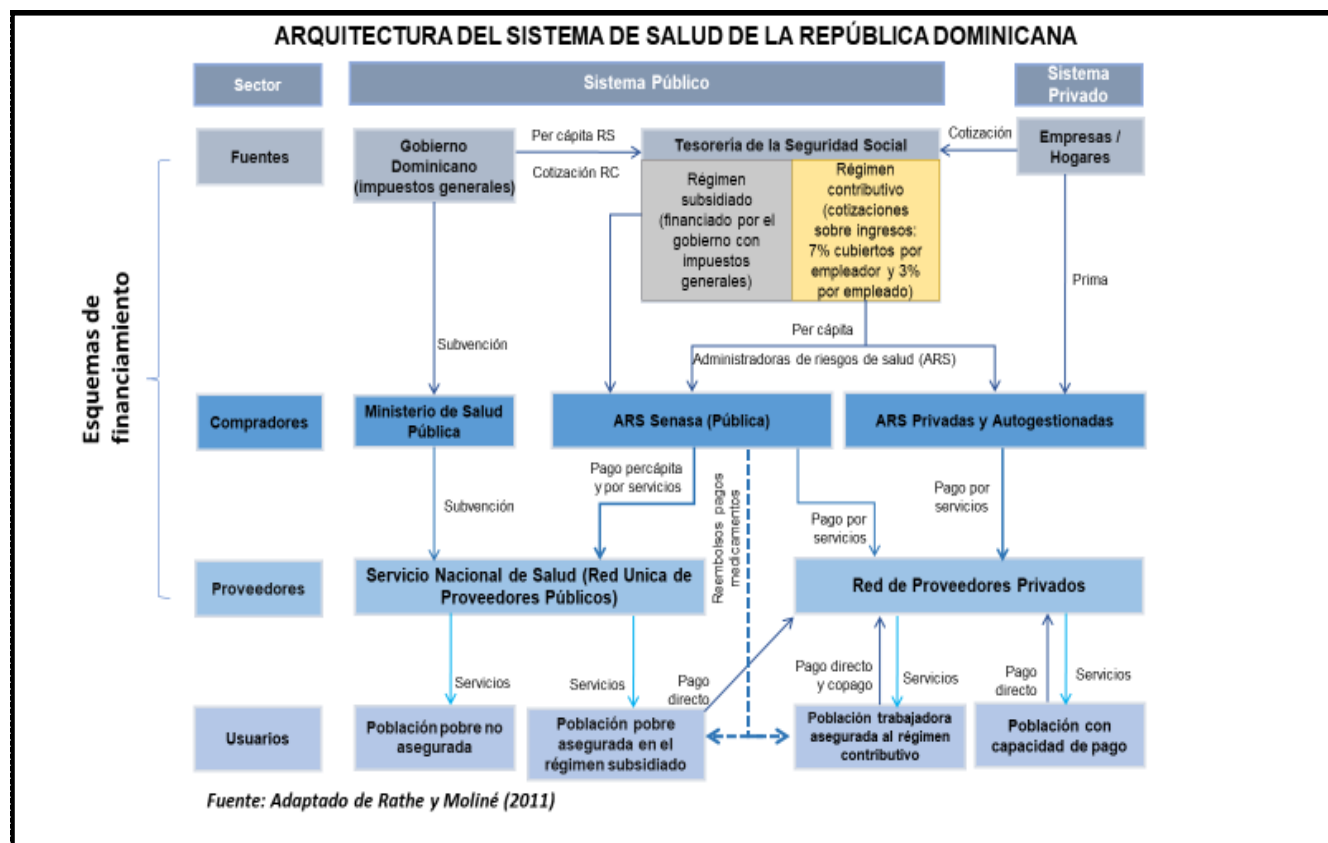 ARQUITECTURA DEL SISTEMA DE SALUD DE LA REPÚBLICA DOMINICANA
Sector
Sistema Público
Sistema
Privado
Esquemas de
financiamiento
Fuentes
Gobierno
Dominicano
(impuestos generales)
Per cápita RS
Cotización RC
Tesorería de la Seguridad Social
Régimen
subsidiado
(financiado por el
gobierno con
impuestos
generales)
Régimen
contributivo
(cotizaciones
sobre ingresos:
7% cubiertos por
empleador y 3%
por empleado)
Cotización
Empresas /
Hogares
Prima
Subvención
Per cápita
Administradoras de riesgos de salud (ARS)
Compradores
Ministerio de Salud
Pública
ARS Senasa (Pública)
ARS Privadas y Autogestionadas
Subvención
Pago percápita
y por servicios
Reembolsos pagos
medicamentos
Pago por
servicios
Pago por
servicios
Proveedores
Servicio Nacional de Salud (Red Unica de
Proveedores Públicos)
Red de Proveedores Privados
Servicios
Servicios
Pago
directo
Pago directo
y copago
Servicios
Pago
directo
Servicios
Usuarios
Población pobre no
asegurada
Población pobre
asegurada en el
régimen subsidiado
Población trabajadora
asegurada al régimen
contributivo
Población con
capacidad de pago
Fuente: Adaptado de Rathe y Moliné (2011)